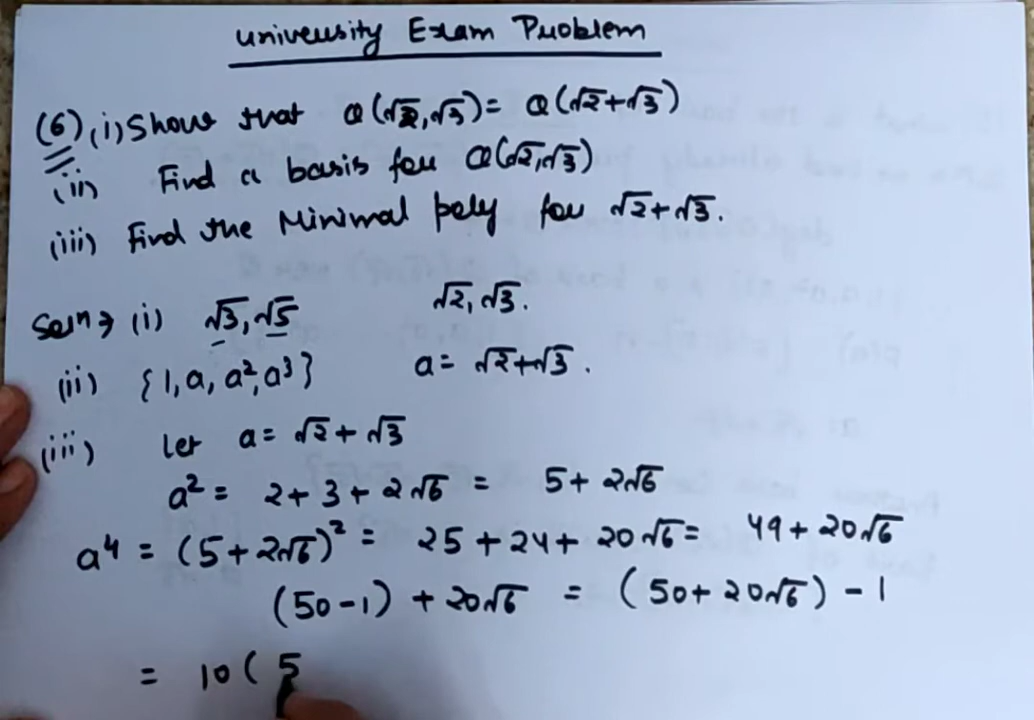 University Exam Problem
(6), (i) Show that Q(√2,√3) = Q(√2+√3)
(ii) Find a basis for Q(√2,√3)
(iii) Find the Minimal poly for √2+√3.
Soln → (i) √3,√5 √2,√3.
(ii) {1, a, a², a³} a = √2+√3.
(iii) Let a = √2 + √3
a² = 2 + 3 + 2√6 = 5 + 2√6
a⁴ = (5+2√6)² = 25 + 24 + 20√6 = 49 + 20√6
(50-1) + 20√6 = (50 + 20√6) - 1
= 10 ( 5